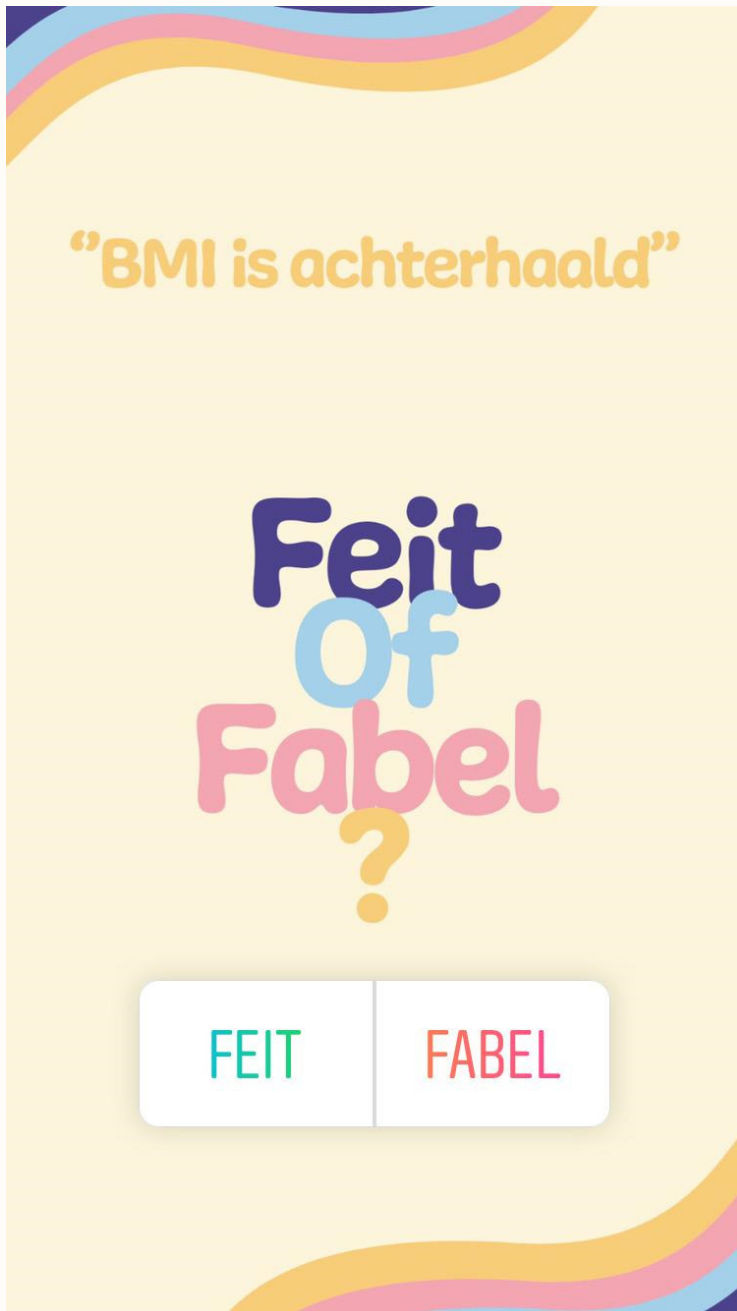 “BMI is achterhaald”
Feit
Of
Fabel
?
FEIT
FABEL